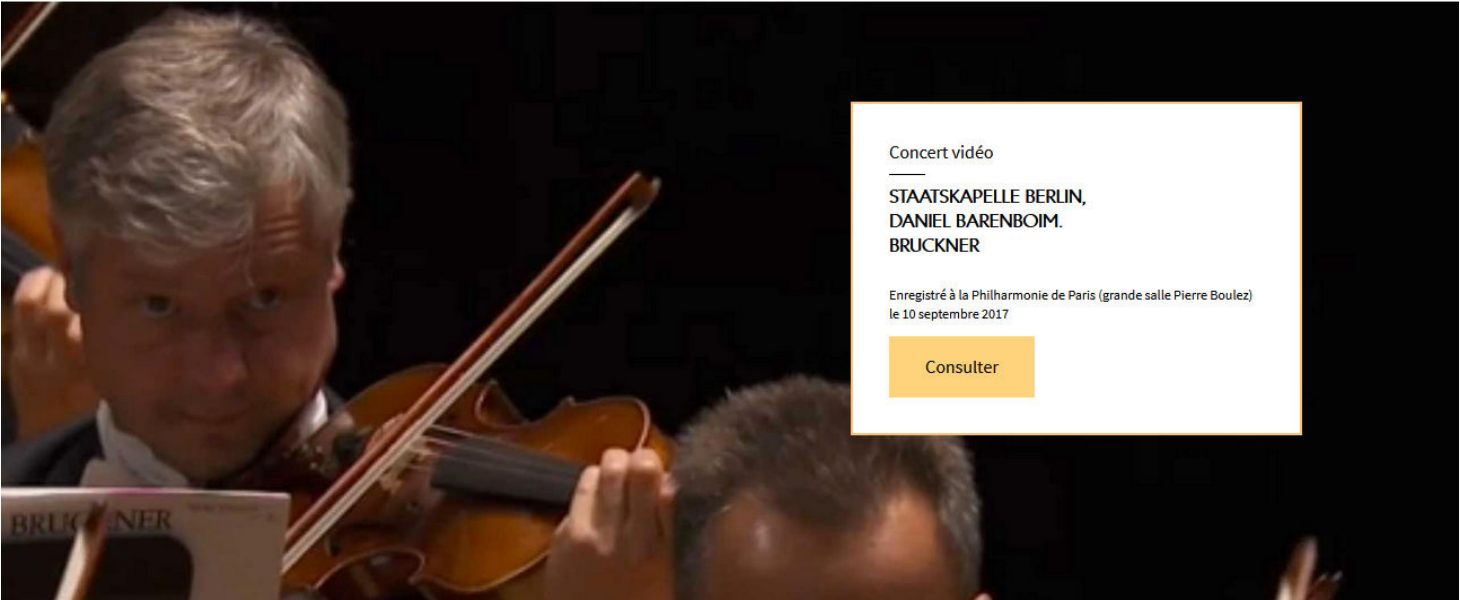 Concert vidéo
STAATSKAPELLE BERLIN,
DANIEL BARENBOIM.
BRUCKNER
Enregistré à la Philharmonie de Paris (grande salle Pierre Boulez)
le 10 septembre 2017
Consulter
BRUCKNER